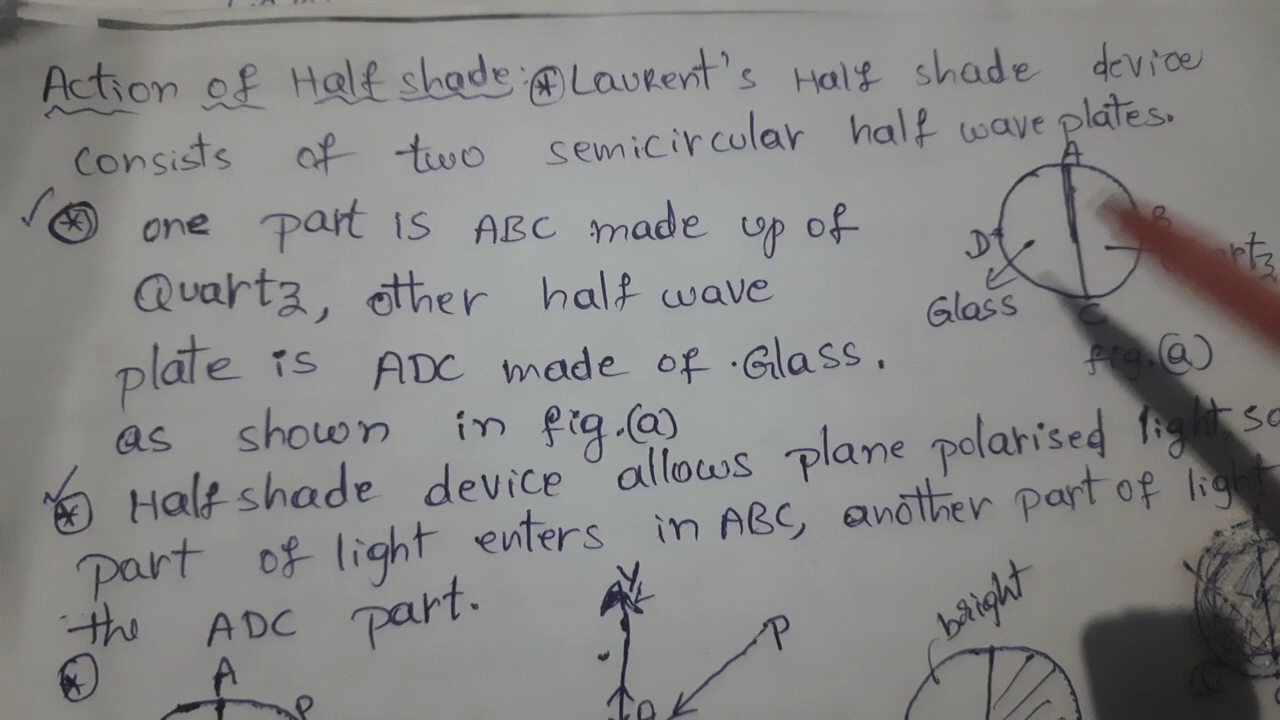 Action of Half shade: * Laurent's Half shade device
consists of two semicircular half wave plates.
* one part is ABC made up of
Quartz, other half wave
plate is ADC made of Glass.
as shown in fig.(a)
* Half shade device allows plane polarised light, so
part of light enters in ABC, another part of light
the ADC part.
*
A
B
D
C
Glass
fig.(a)
A
Y
P
bright